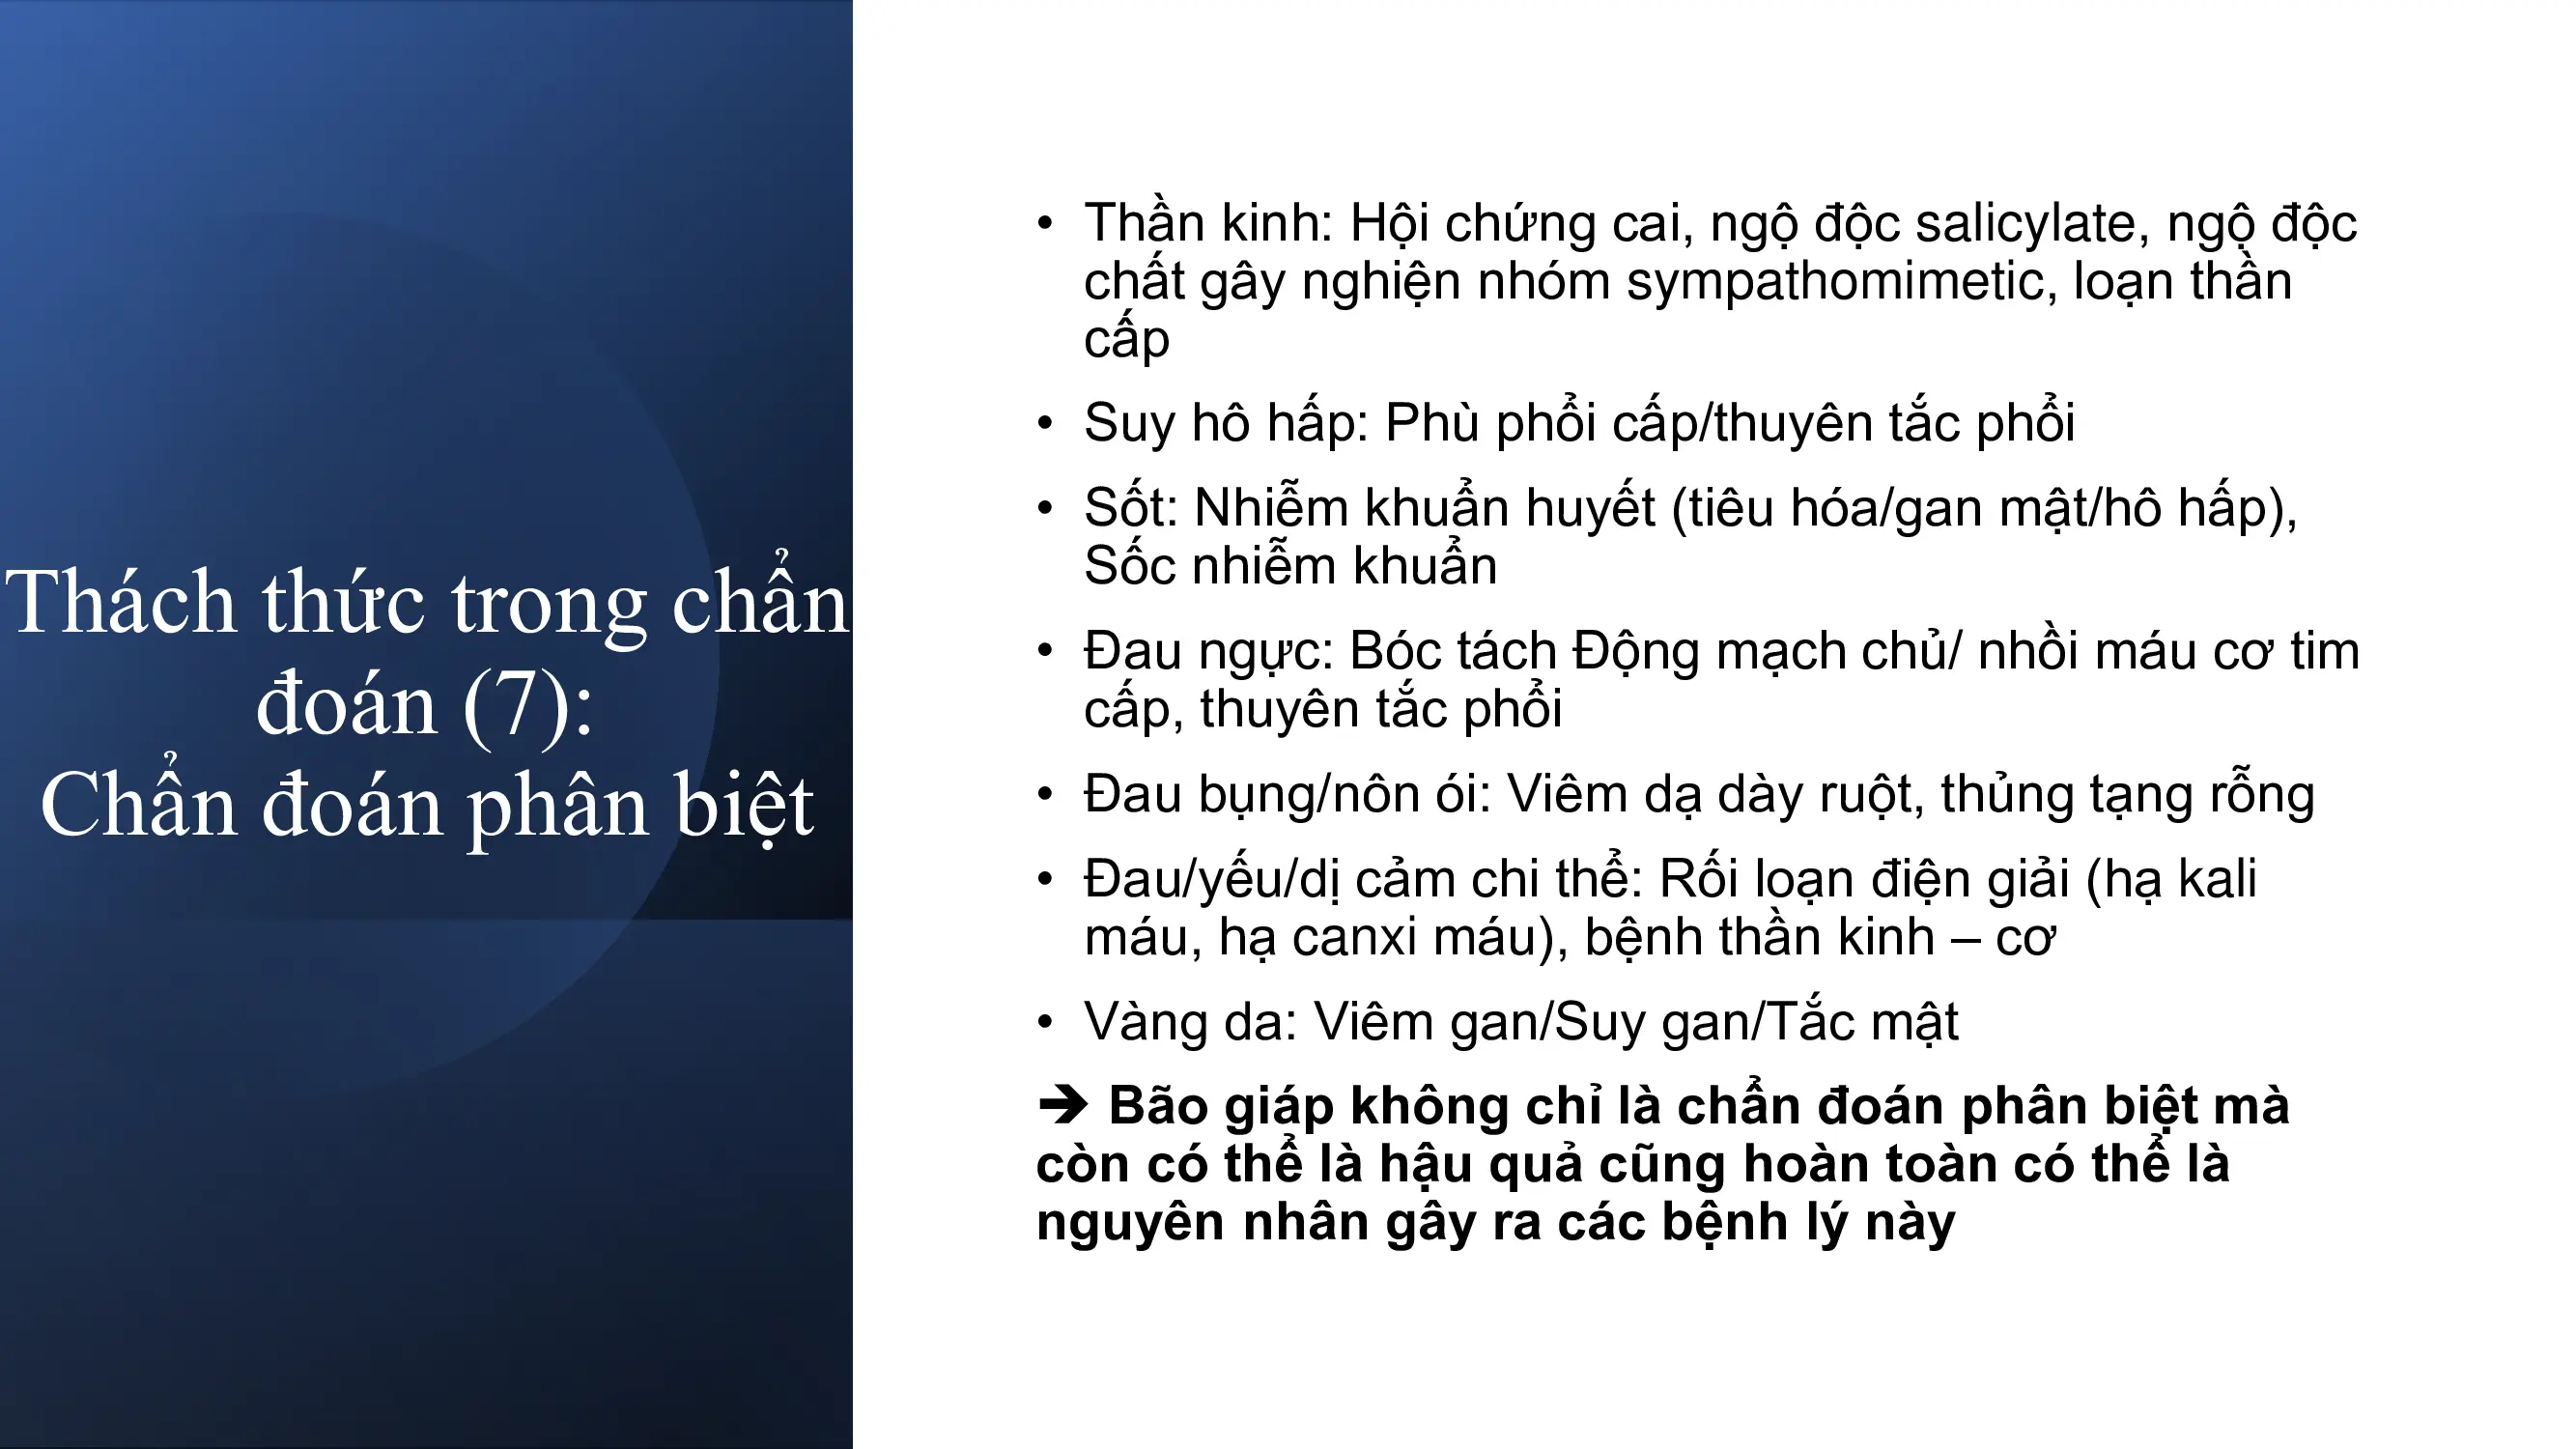 Thách thức trong chẩn
đoán (7):
Chẩn đoán phân biệt
• Thần kinh: Hội chứng cai, ngộ độc salicylate, ngộ độc
chất gây nghiện nhóm sympathomimetic, loạn thần
cấp
• Suy hô hấp: Phù phổi cấp/thuyên tắc phổi
• Sốt: Nhiễm khuẩn huyết (tiêu hóa/gan mật/hô hấp),
Sốc nhiễm khuẩn
• Đau ngực: Bóc tách Động mạch chủ/ nhồi máu cơ tim
cấp, thuyên tắc phổi
• Đau bụng/nôn ói: Viêm dạ dày ruột, thủng tạng rỗng
• Đau/yếu/dị cảm chi thể: Rối loạn điện giải (hạ kali
máu, hạ canxi máu), bệnh thần kinh – cơ
• Vàng da: Viêm gan/Suy gan/Tắc mật
➔ Bão giáp không chỉ là chẩn đoán phân biệt mà
còn có thể là hậu quả cũng hoàn toàn có thể là
nguyên nhân gây ra các bệnh lý này